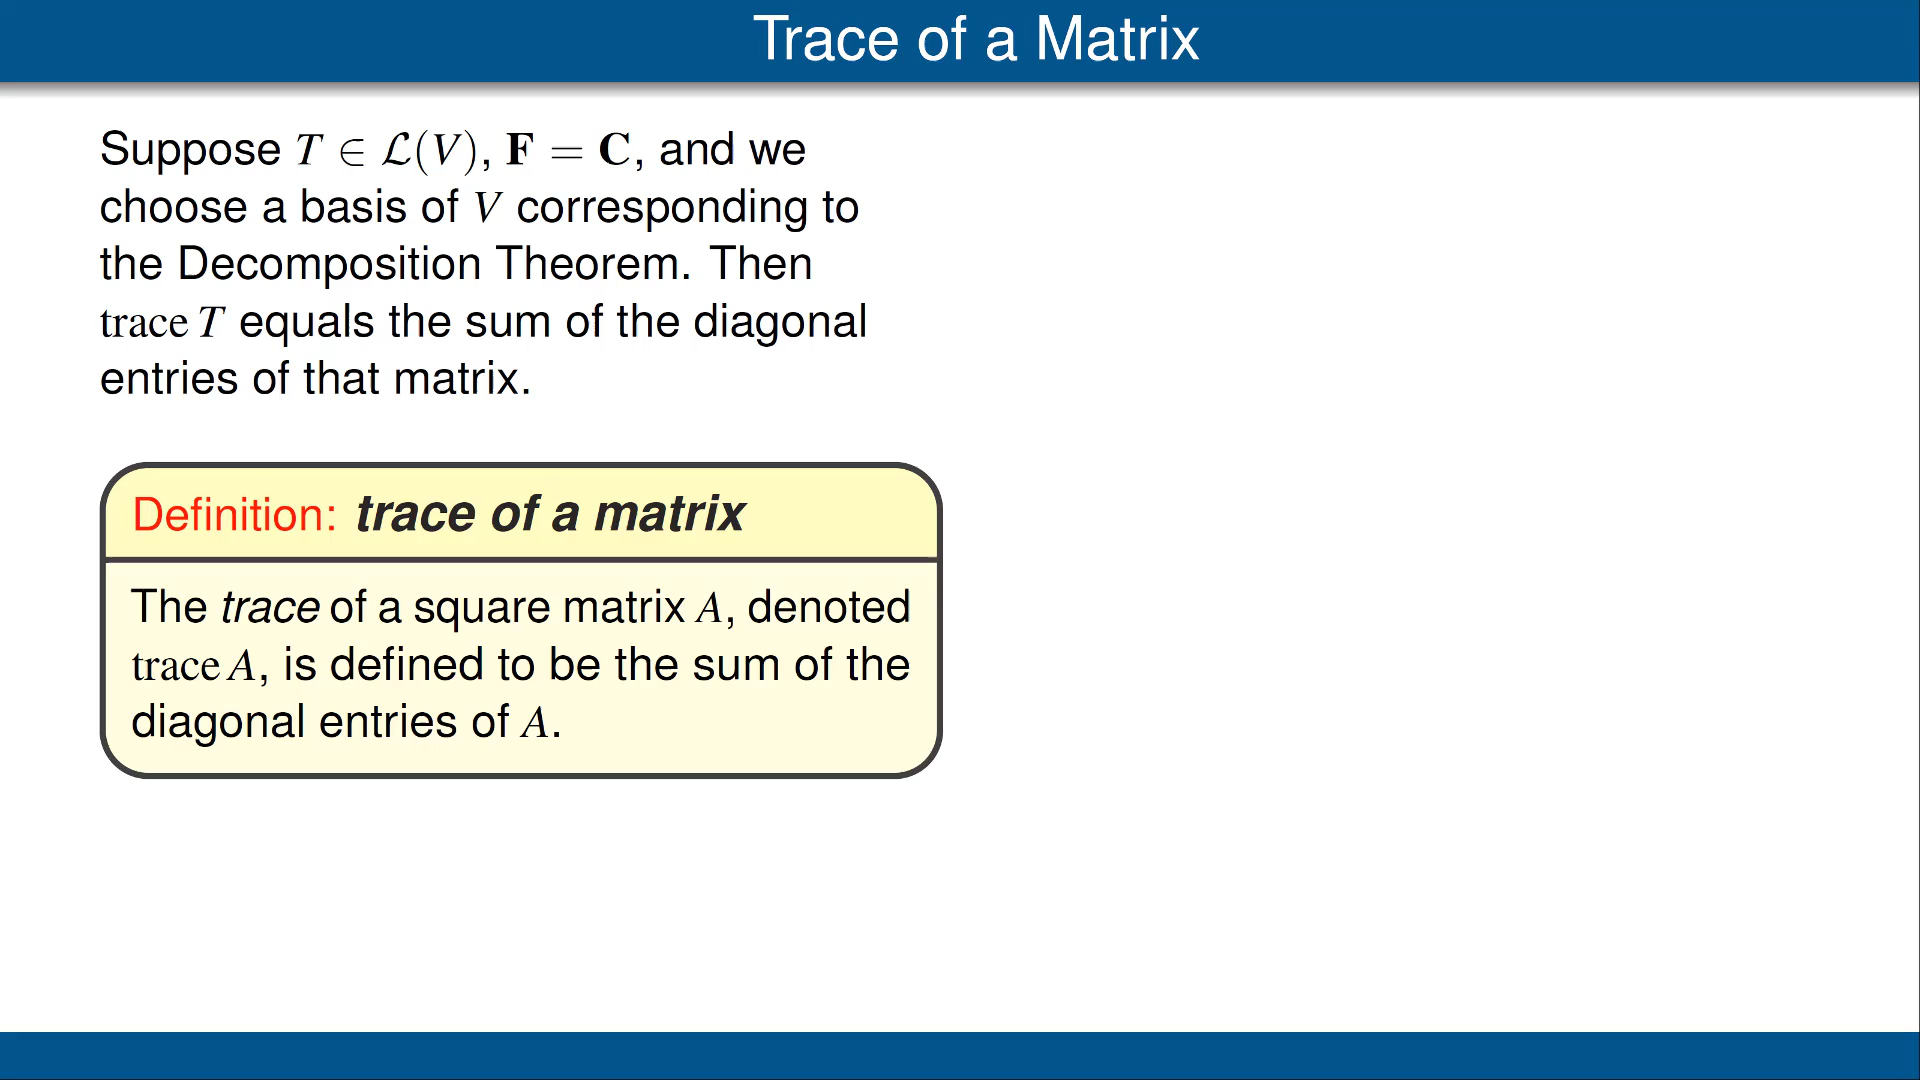 Trace of a Matrix
Suppose T ∈ ℒ(V), F = C, and we
choose a basis of V corresponding to
the Decomposition Theorem. Then
trace T equals the sum of the diagonal
entries of that matrix.
Definition: trace of a matrix
The trace of a square matrix A, denoted
trace A, is defined to be the sum of the
diagonal entries of A.